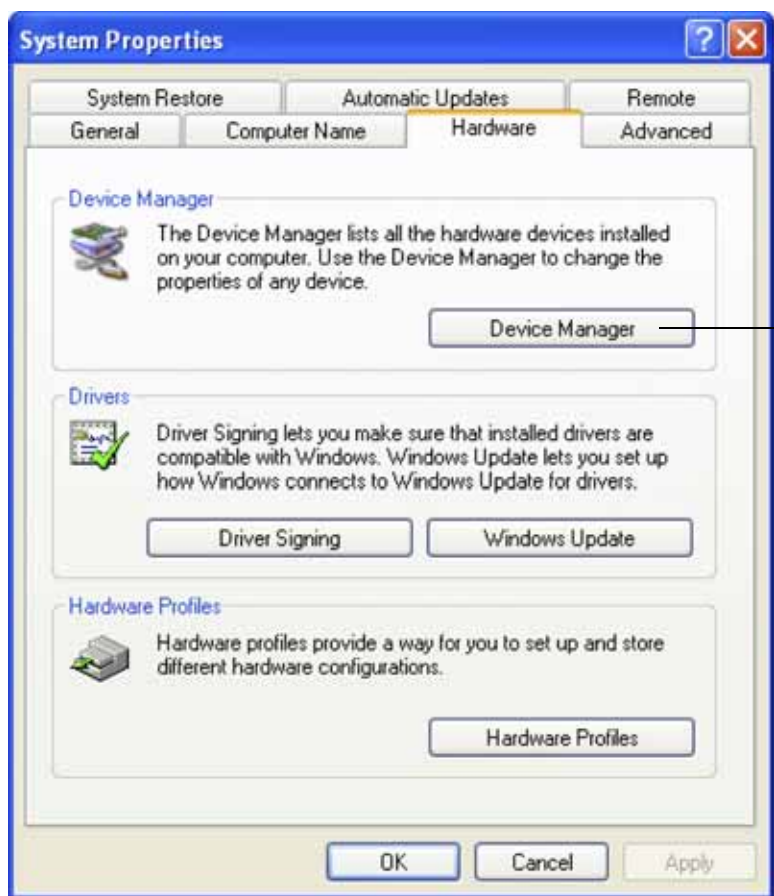 System Properties
System Restore
Automatic Updates
Remote
General
Computer Name
Hardware
Advanced
Device Manager
The Device Manager lists all the hardware devices installed
on your computer. Use the Device Manager to change the
properties of any device.
Device Manager
Drivers
Driver Signing lets you make sure that installed drivers are
compatible with Windows. Windows Update lets you set up
how Windows connects to Windows Update for drivers.
Driver Signing
Windows Update
Hardware Profiles
Hardware profiles provide a way for you to set up and store
different hardware configurations.
Hardware Profiles
OK
Cancel
Apply